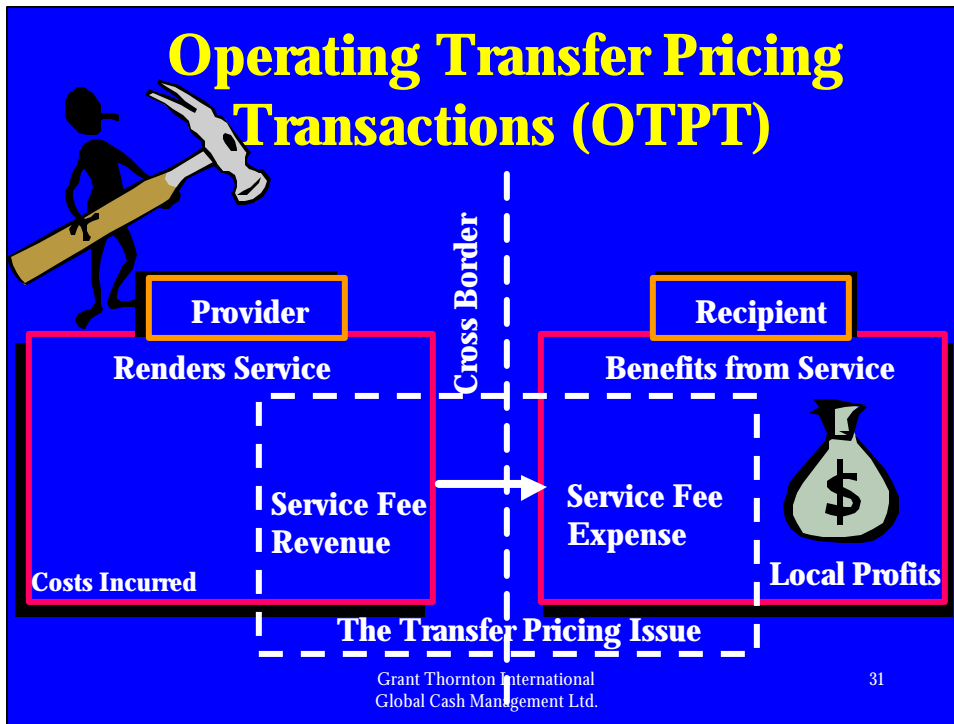 Operating Transfer Pricing
Transactions (OTPT)
Cross Border
Provider
Recipient
Renders Service
Benefits from Service
Service Fee
Revenue
Service Fee
Expense
$
Costs Incurred
Local Profits
The Transfer Pricing Issue
Grant Thornton International
Global Cash Management Ltd.
31